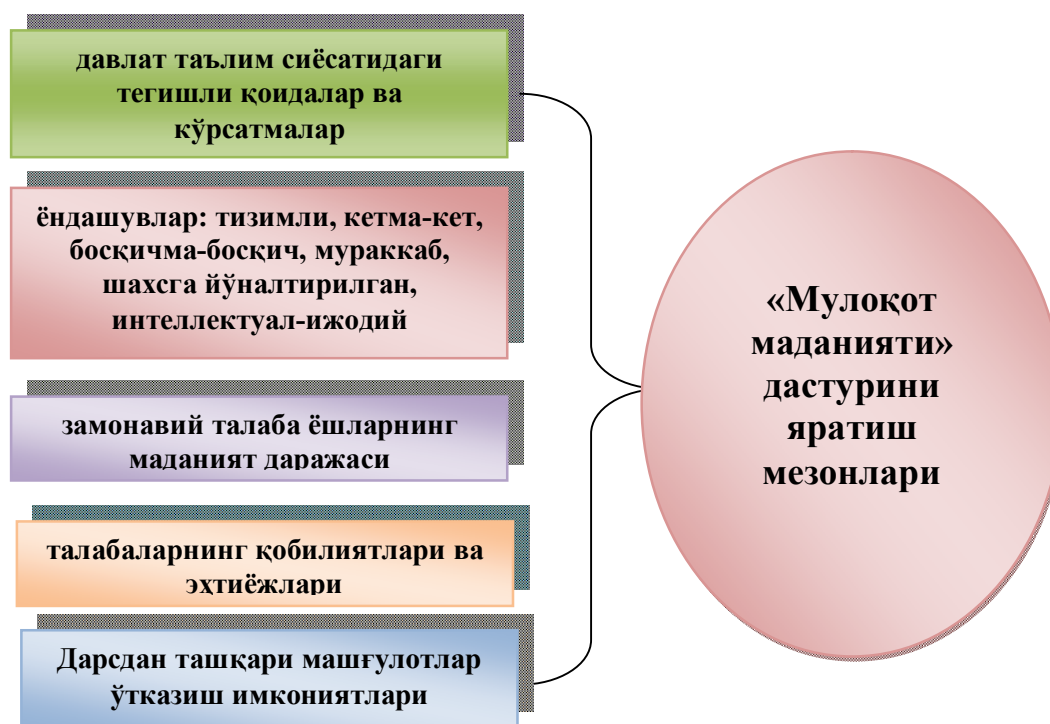 давлат таълим сиёсатидаги
тегишли қоидалар ва
кўрсатмалар
ёндашувлар: тизимли, кетма-кет,
босқичма-босқич, мураккаб,
шахсга йўналтирилган,
интеллектуал-ижодий
замонавий талаба ёшларнинг
маданият даражаси
талабаларнинг қобилиятлари ва
эҳтиёжлари
Дарсдан ташқари машғулотлар
ўтказиш имкониятлари
«Мулоқот
маданияти»
дастурини
яратиш
мезонлари